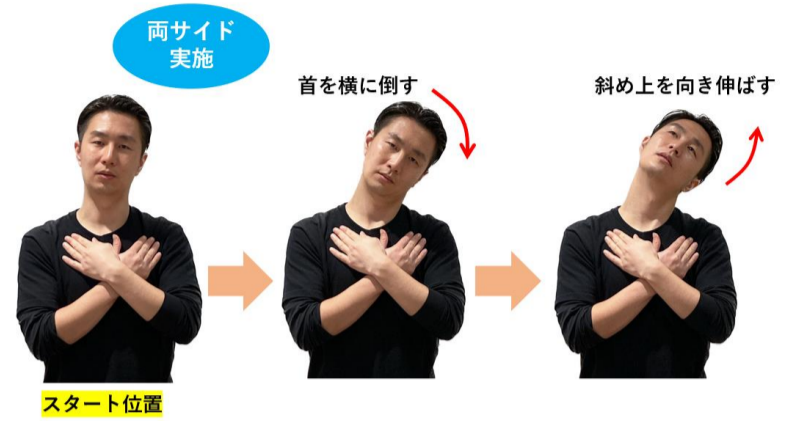 両サイド
実施
首を横に倒す
斜め上を向き伸ばす
スタート位置